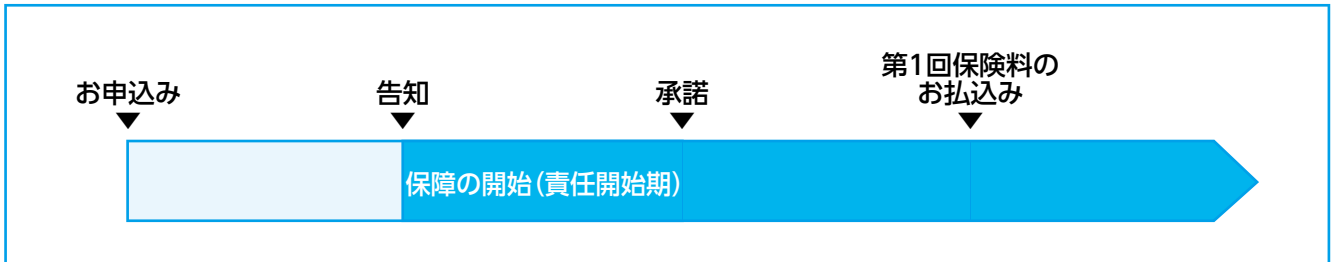 お申込み
告知
承諾
第1回保険料の
お払込み
保障の開始(責任開始期)